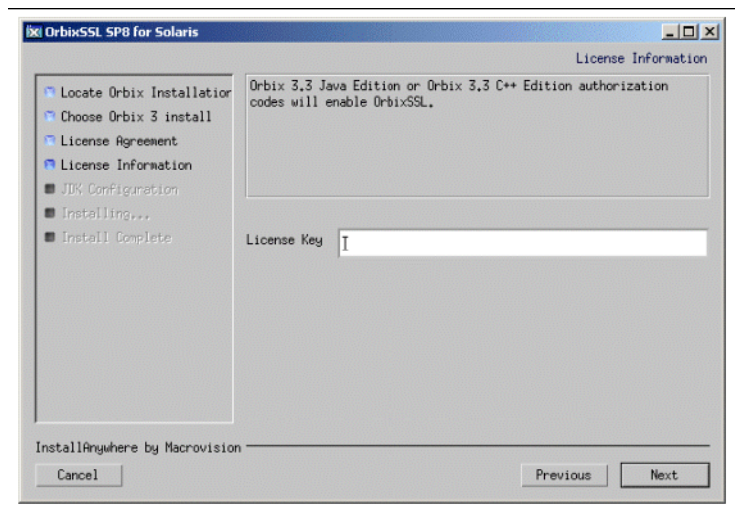 OrbixSSL SP8 for Solaris
License Information
Locate Orbix Installation
Choose Orbix 3 install
License Agreement
License Information
JDK Configuration
Installing...
Install Complete
Orbix 3.3 Java Edition or Orbix 3.3 C++ Edition authorization
codes will enable OrbixSSL.
License Key
InstallAnywhere by Macrovision
Cancel
Previous
Next